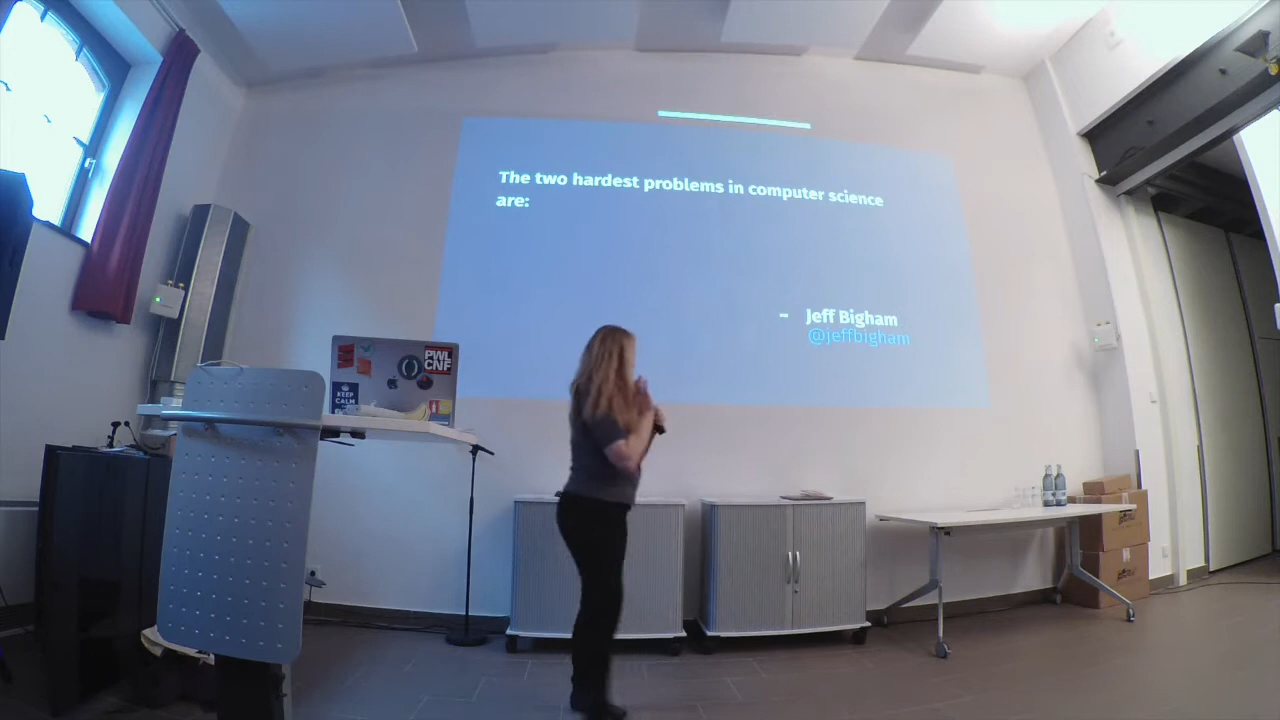 The two hardest problems in computer science
are:
- Jeff Bigham
@jeffbigham
PWL
CNF
KEEP
CALM